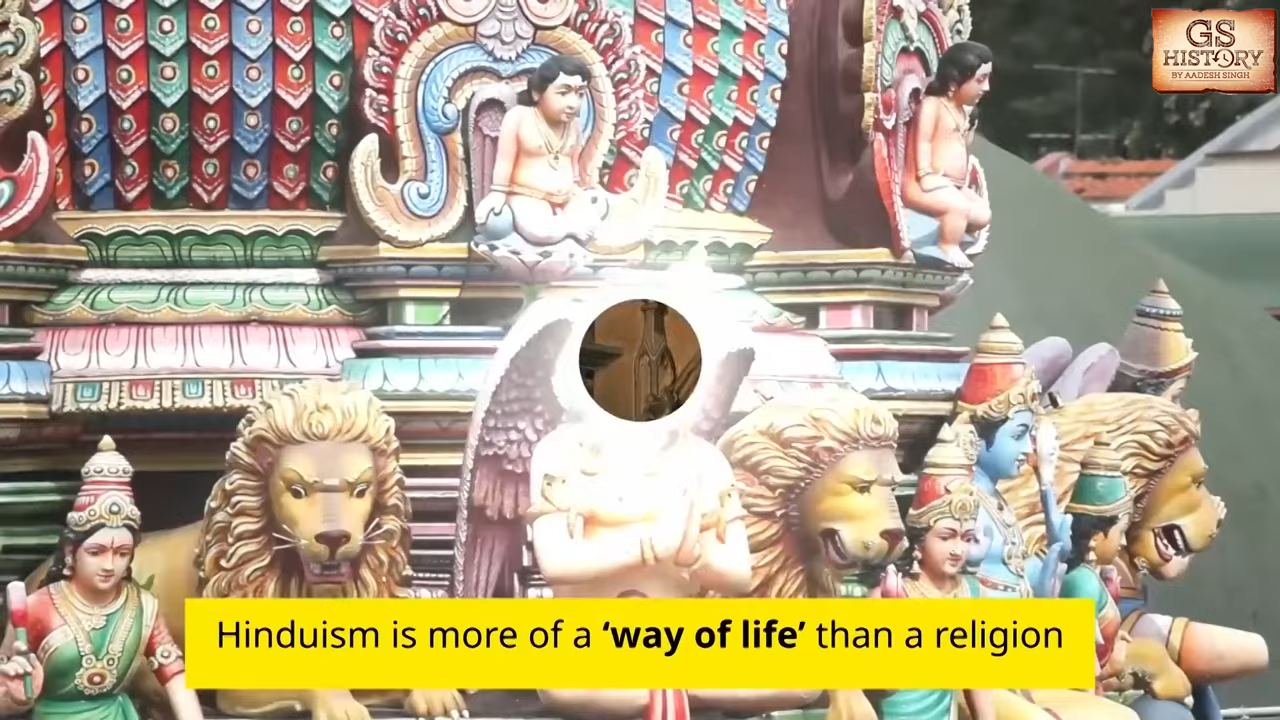 GS
HISTORY
BY AADESH SINGH
Hinduism is more of a ‘way of life’ than a religion